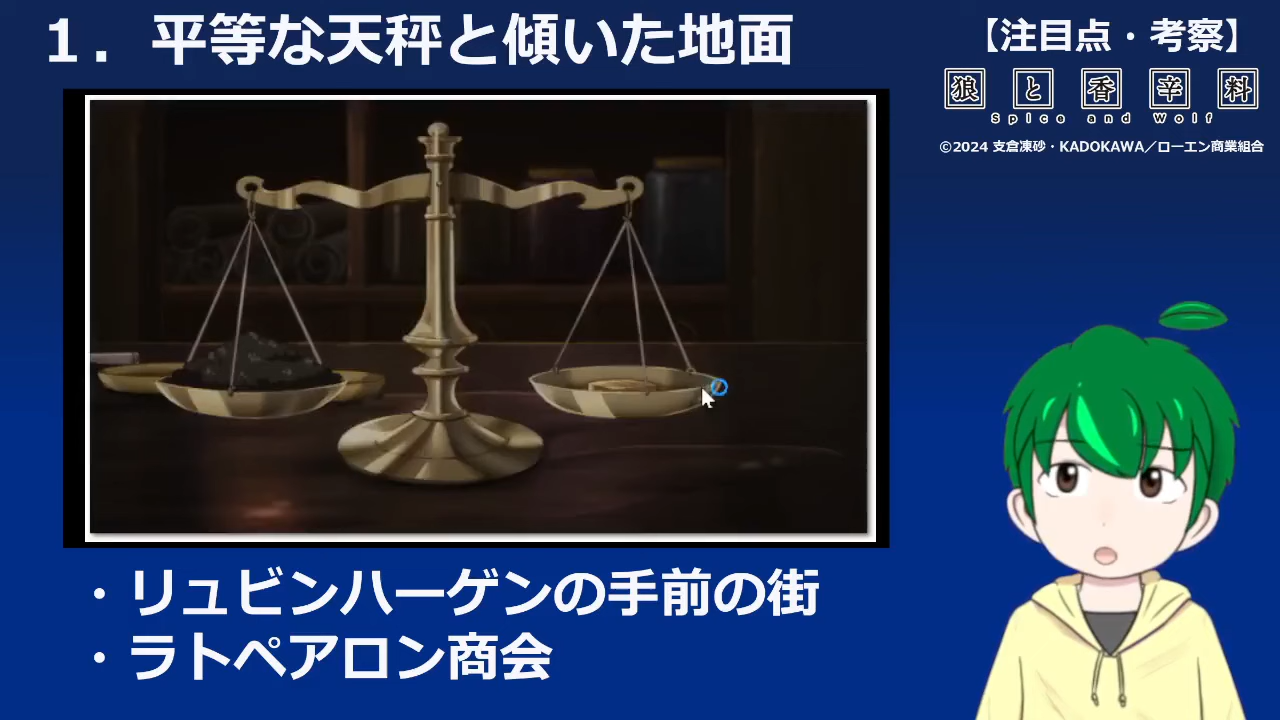 １．平等な天秤と傾いた地面
【注目点・考察】
狼と香辛料
Spice and Wolf
©2024 支倉凍砂・KADOKAWA／ローエン商業組合
・リュビンハーゲンの手前の街
・ラトペアロン商会